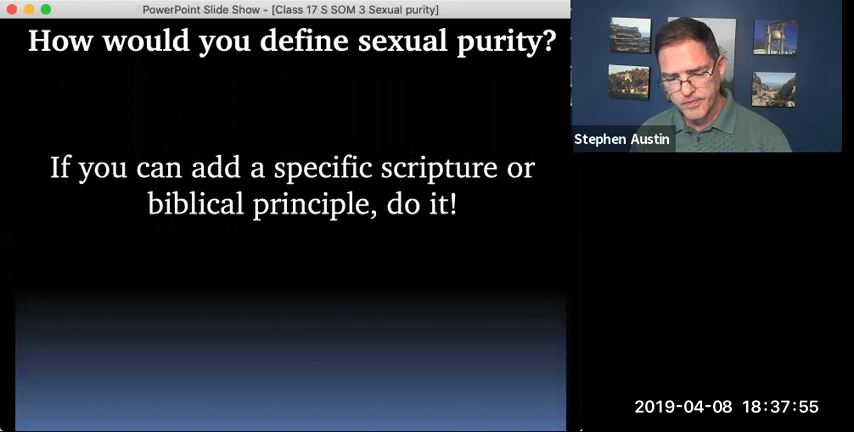 PowerPoint Slide Show - [Class 17 S SOM 3 Sexual purity]
How would you define sexual purity?
If you can add a specific scripture or
biblical principle, do it!
Stephen Austin
2019-04-08 18:37:55